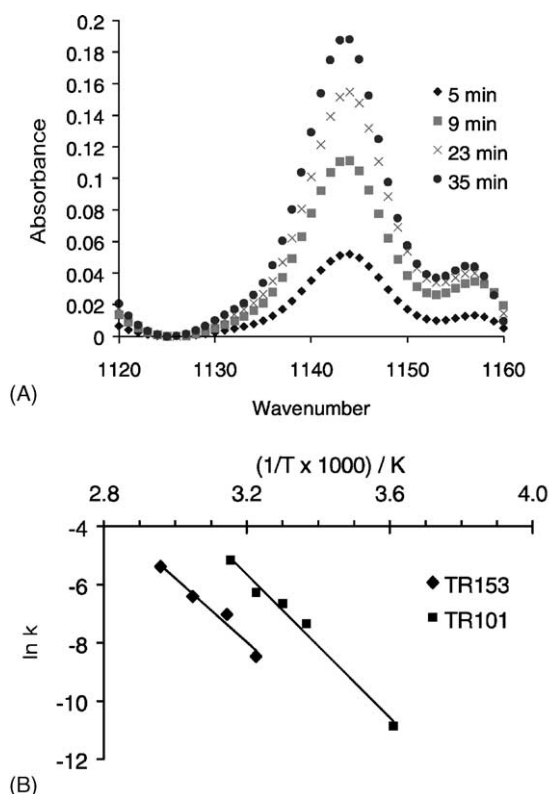 0.2
0.18
0.16
0.14
0.12
0.1
0.08
0.06
0.04
0.02
0
Absorbance
5 min
9 min
23 min
35 min
1120 1130 1140 1150 1160
Wavenumber
(A)
(1/T x 1000) / K
2.8 3.2 3.6 4.0
-4
-6
-8
-10
-12
ln k
TR153
TR101
(B)